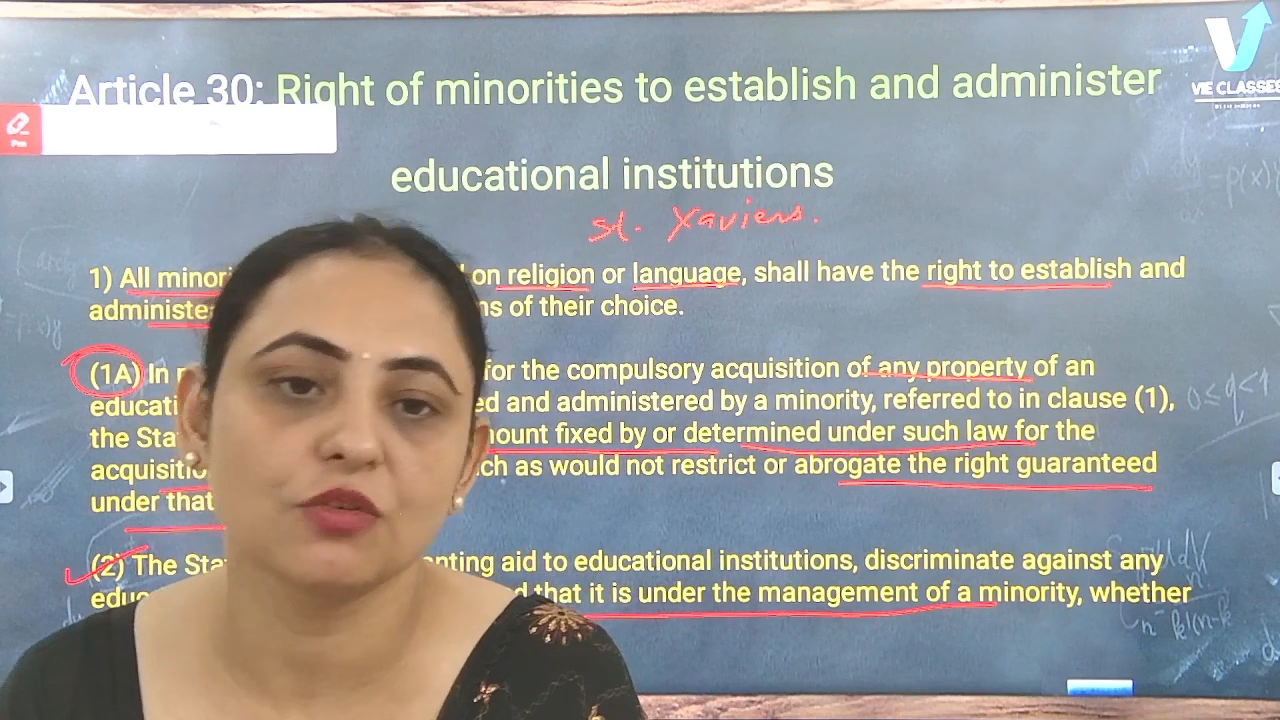 VIE CLASSES
Article 30: Right of minorities to establish and administer
Pen
educational institutions
St. Xaviers.
1) All minori on religion or language, shall have the right to establish and
administe ns of their choice.
(1A) In for the compulsory acquisition of any property of an
educati ed and administered by a minority, referred to in clause (1),
the Sta mount fixed by or determined under such law for the
acquisitio ch as would not restrict or abrogate the right guaranteed
under that
(2) The Sta nting aid to educational institutions, discriminate against any
educ d that it is under the management of a minority, whether
=p(x)
0≤q<1